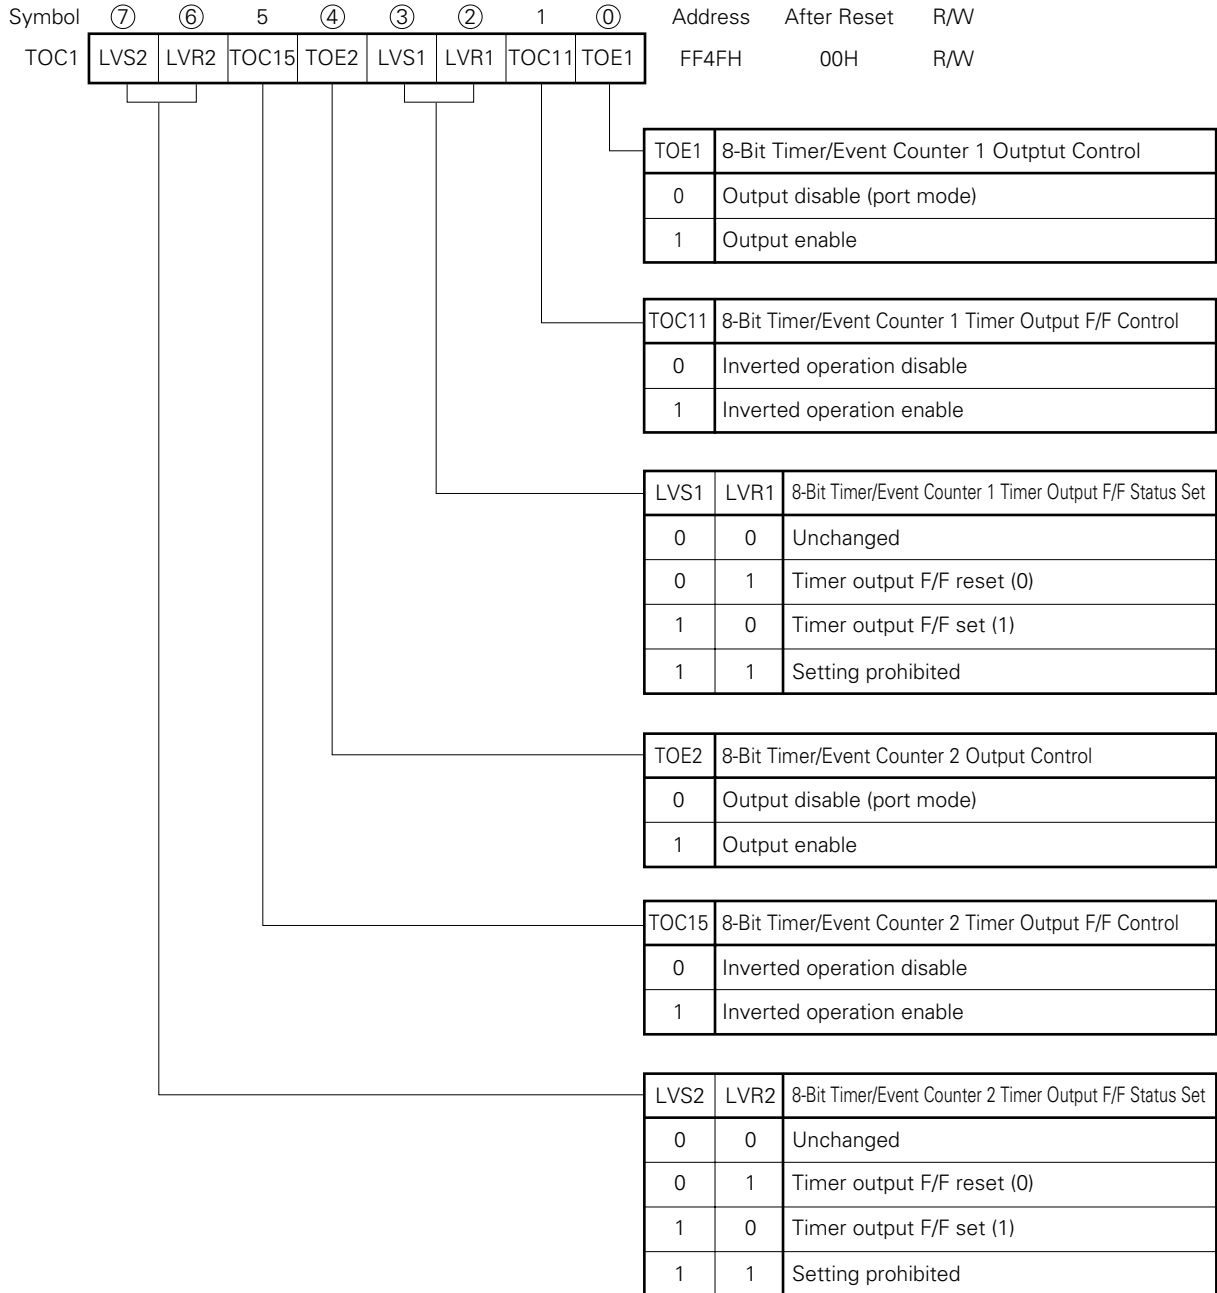 Symbol ⑦ ⑥ 5 ④ ③ ② 1 ⓪ Address After Reset R/W
TOC1 LVS2 LVR2 TOC15 TOE2 LVS1 LVR1 TOC11 TOE1 FF4FH 00H R/W
TOE1 8-Bit Timer/Event Counter 1 Outptut Control
0 Output disable (port mode)
1 Output enable
TOC11 8-Bit Timer/Event Counter 1 Timer Output F/F Control
0 Inverted operation disable
1 Inverted operation enable
LVS1 LVR1 8-Bit Timer/Event Counter 1 Timer Output F/F Status Set
0 0 Unchanged
0 1 Timer output F/F reset (0)
1 0 Timer output F/F set (1)
1 1 Setting prohibited
TOE2 8-Bit Timer/Event Counter 2 Output Control
0 Output disable (port mode)
1 Output enable
TOC15 8-Bit Timer/Event Counter 2 Timer Output F/F Control
0 Inverted operation disable
1 Inverted operation enable
LVS2 LVR2 8-Bit Timer/Event Counter 2 Timer Output F/F Status Set
0 0 Unchanged
0 1 Timer output F/F reset (0)
1 0 Timer output F/F set (1)
1 1 Setting prohibited